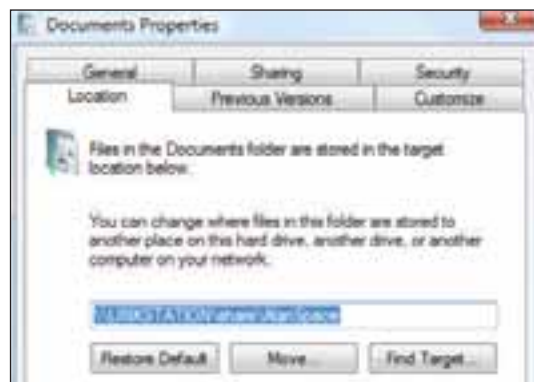 Documents Properties
General Sharing Security
Location Previous Versions Customize
Files in the Documents folder are stored in the target
location below.
You can change where files in this folder are stored to
another place on this hard drive, another drive, or another
computer on your network.
Restore Default Move... Find Target...